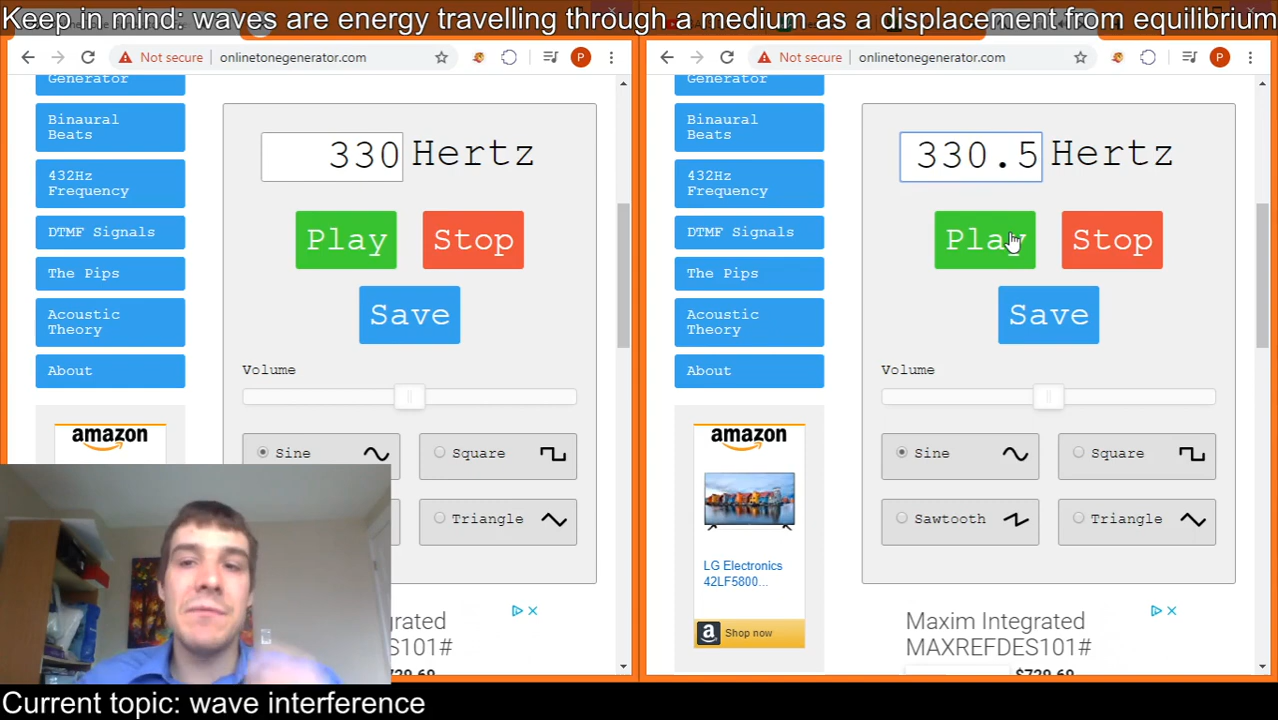 Keep in mind: waves are energy travelling through a medium as a displacement from equilibrium
Not secure onlinetonegenerator.com P
Generator
Binaural
Beats
432Hz
Frequency
DTMF Signals
The Pips
Acoustic
Theory
About
amazon
330 Hertz
Play Stop
Save
Volume
Sine Square
Triangle
Not secure onlinetonegenerator.com P
Generator
Binaural
Beats
432Hz
Frequency
DTMF Signals
The Pips
Acoustic
Theory
About
amazon
LG Electronics
42LF5800...
a Shop now
330.5 Hertz
Play Stop
Save
Volume
Sine Square
Sawtooth Triangle
Maxim Integrated
MAXREFDES101#
Current topic: wave interference